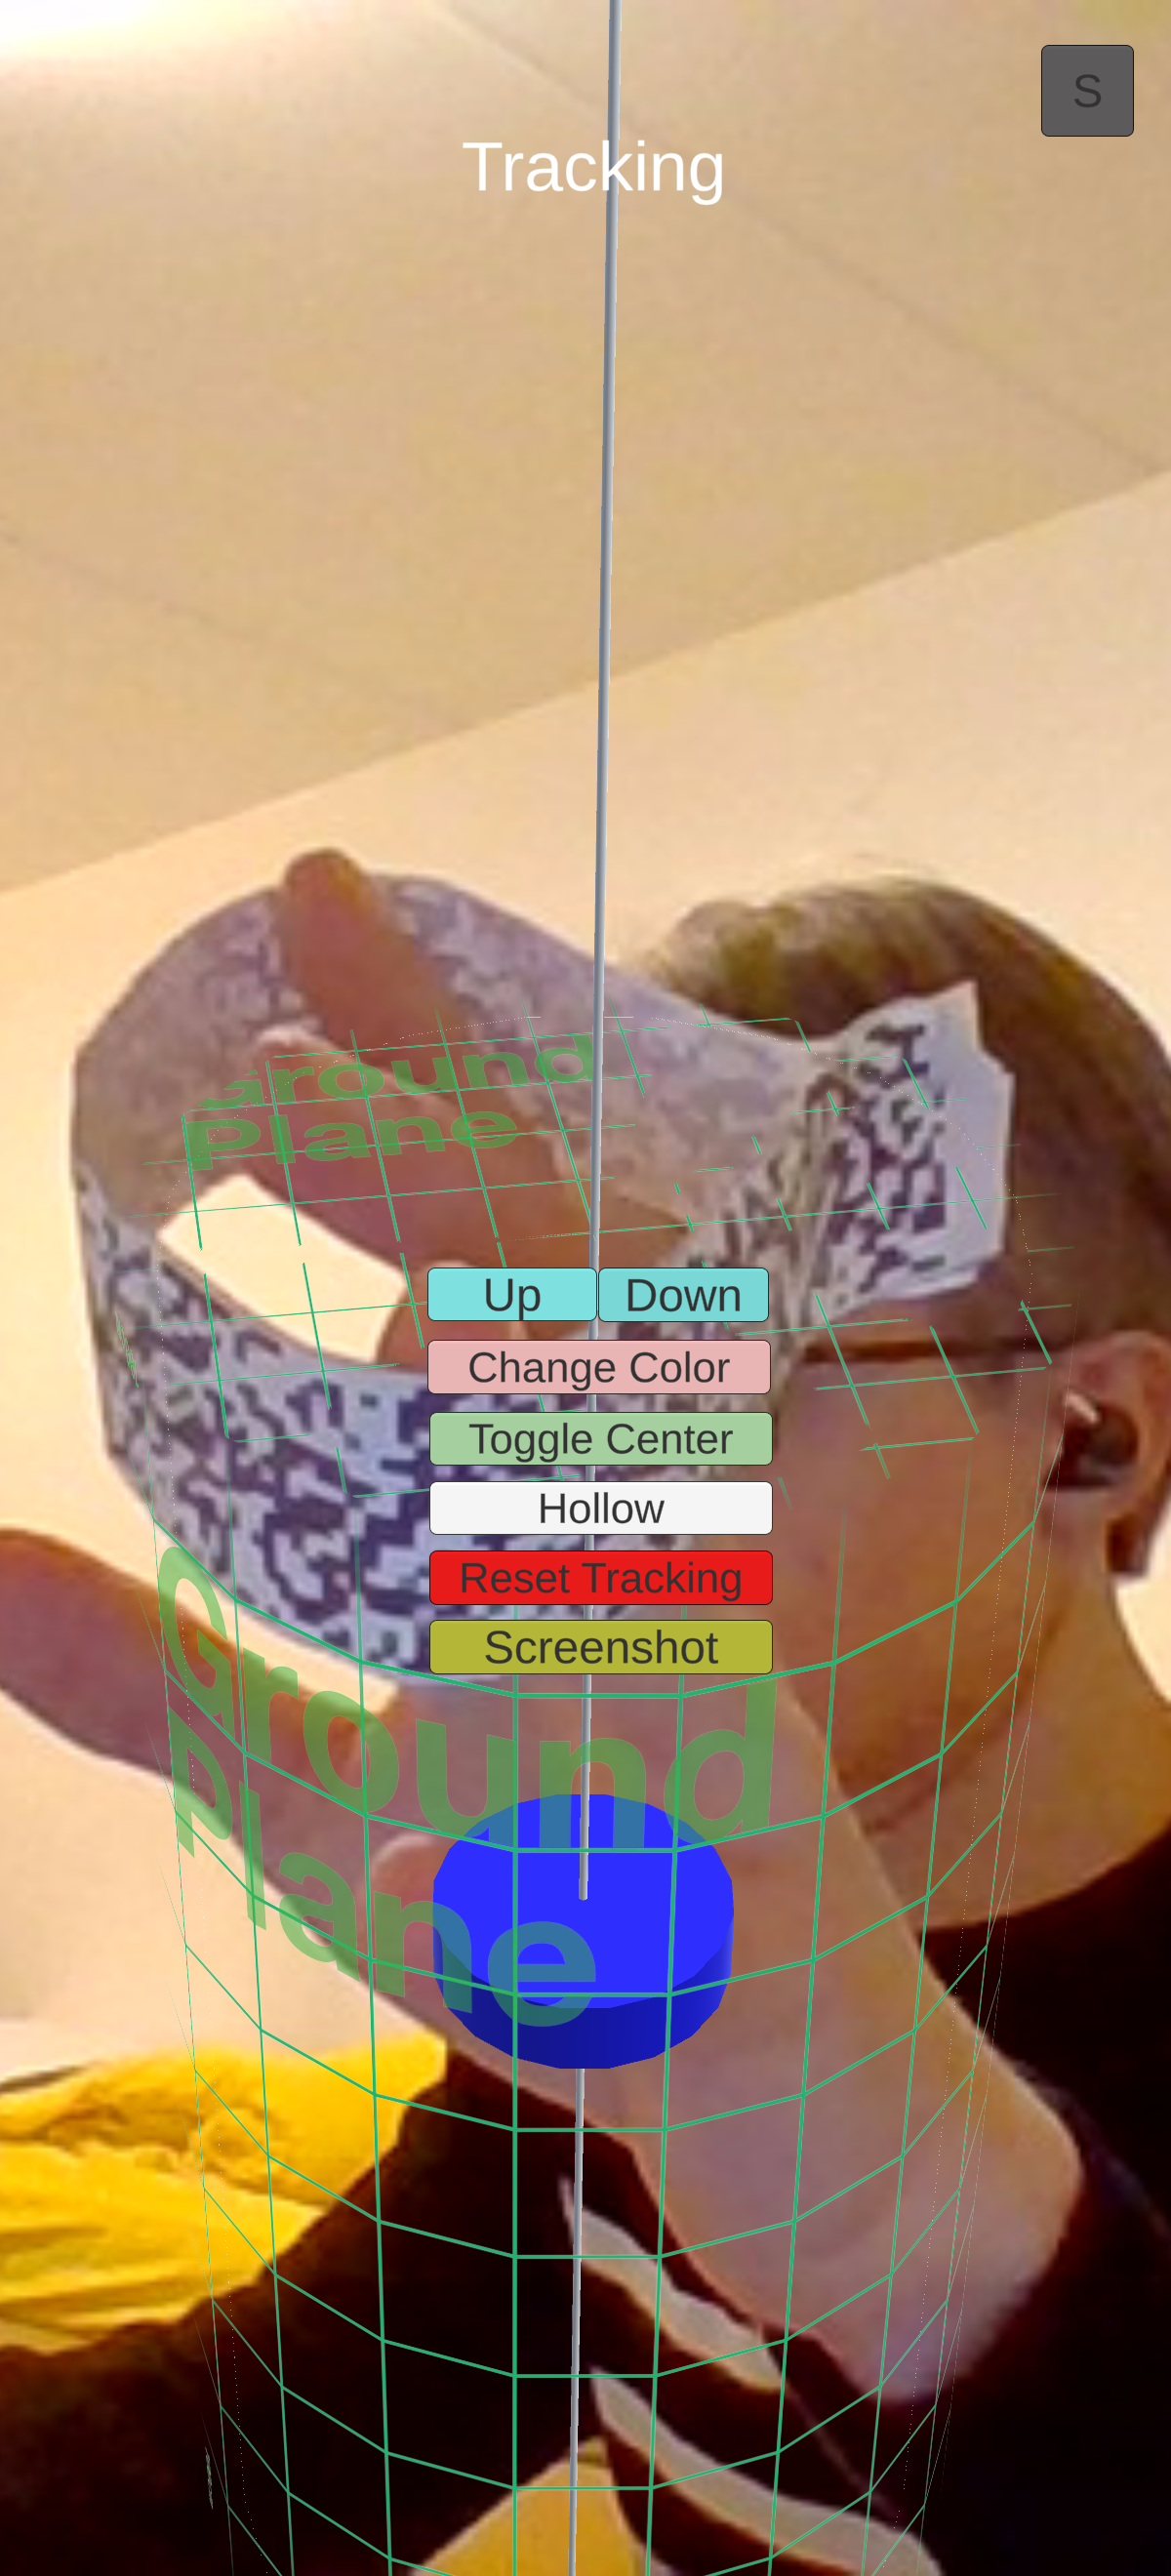 S
Tracking
Ground
Plane
Up Down
Change Color
Toggle Center
Hollow
Reset Tracking
Screenshot
Ground
Plane